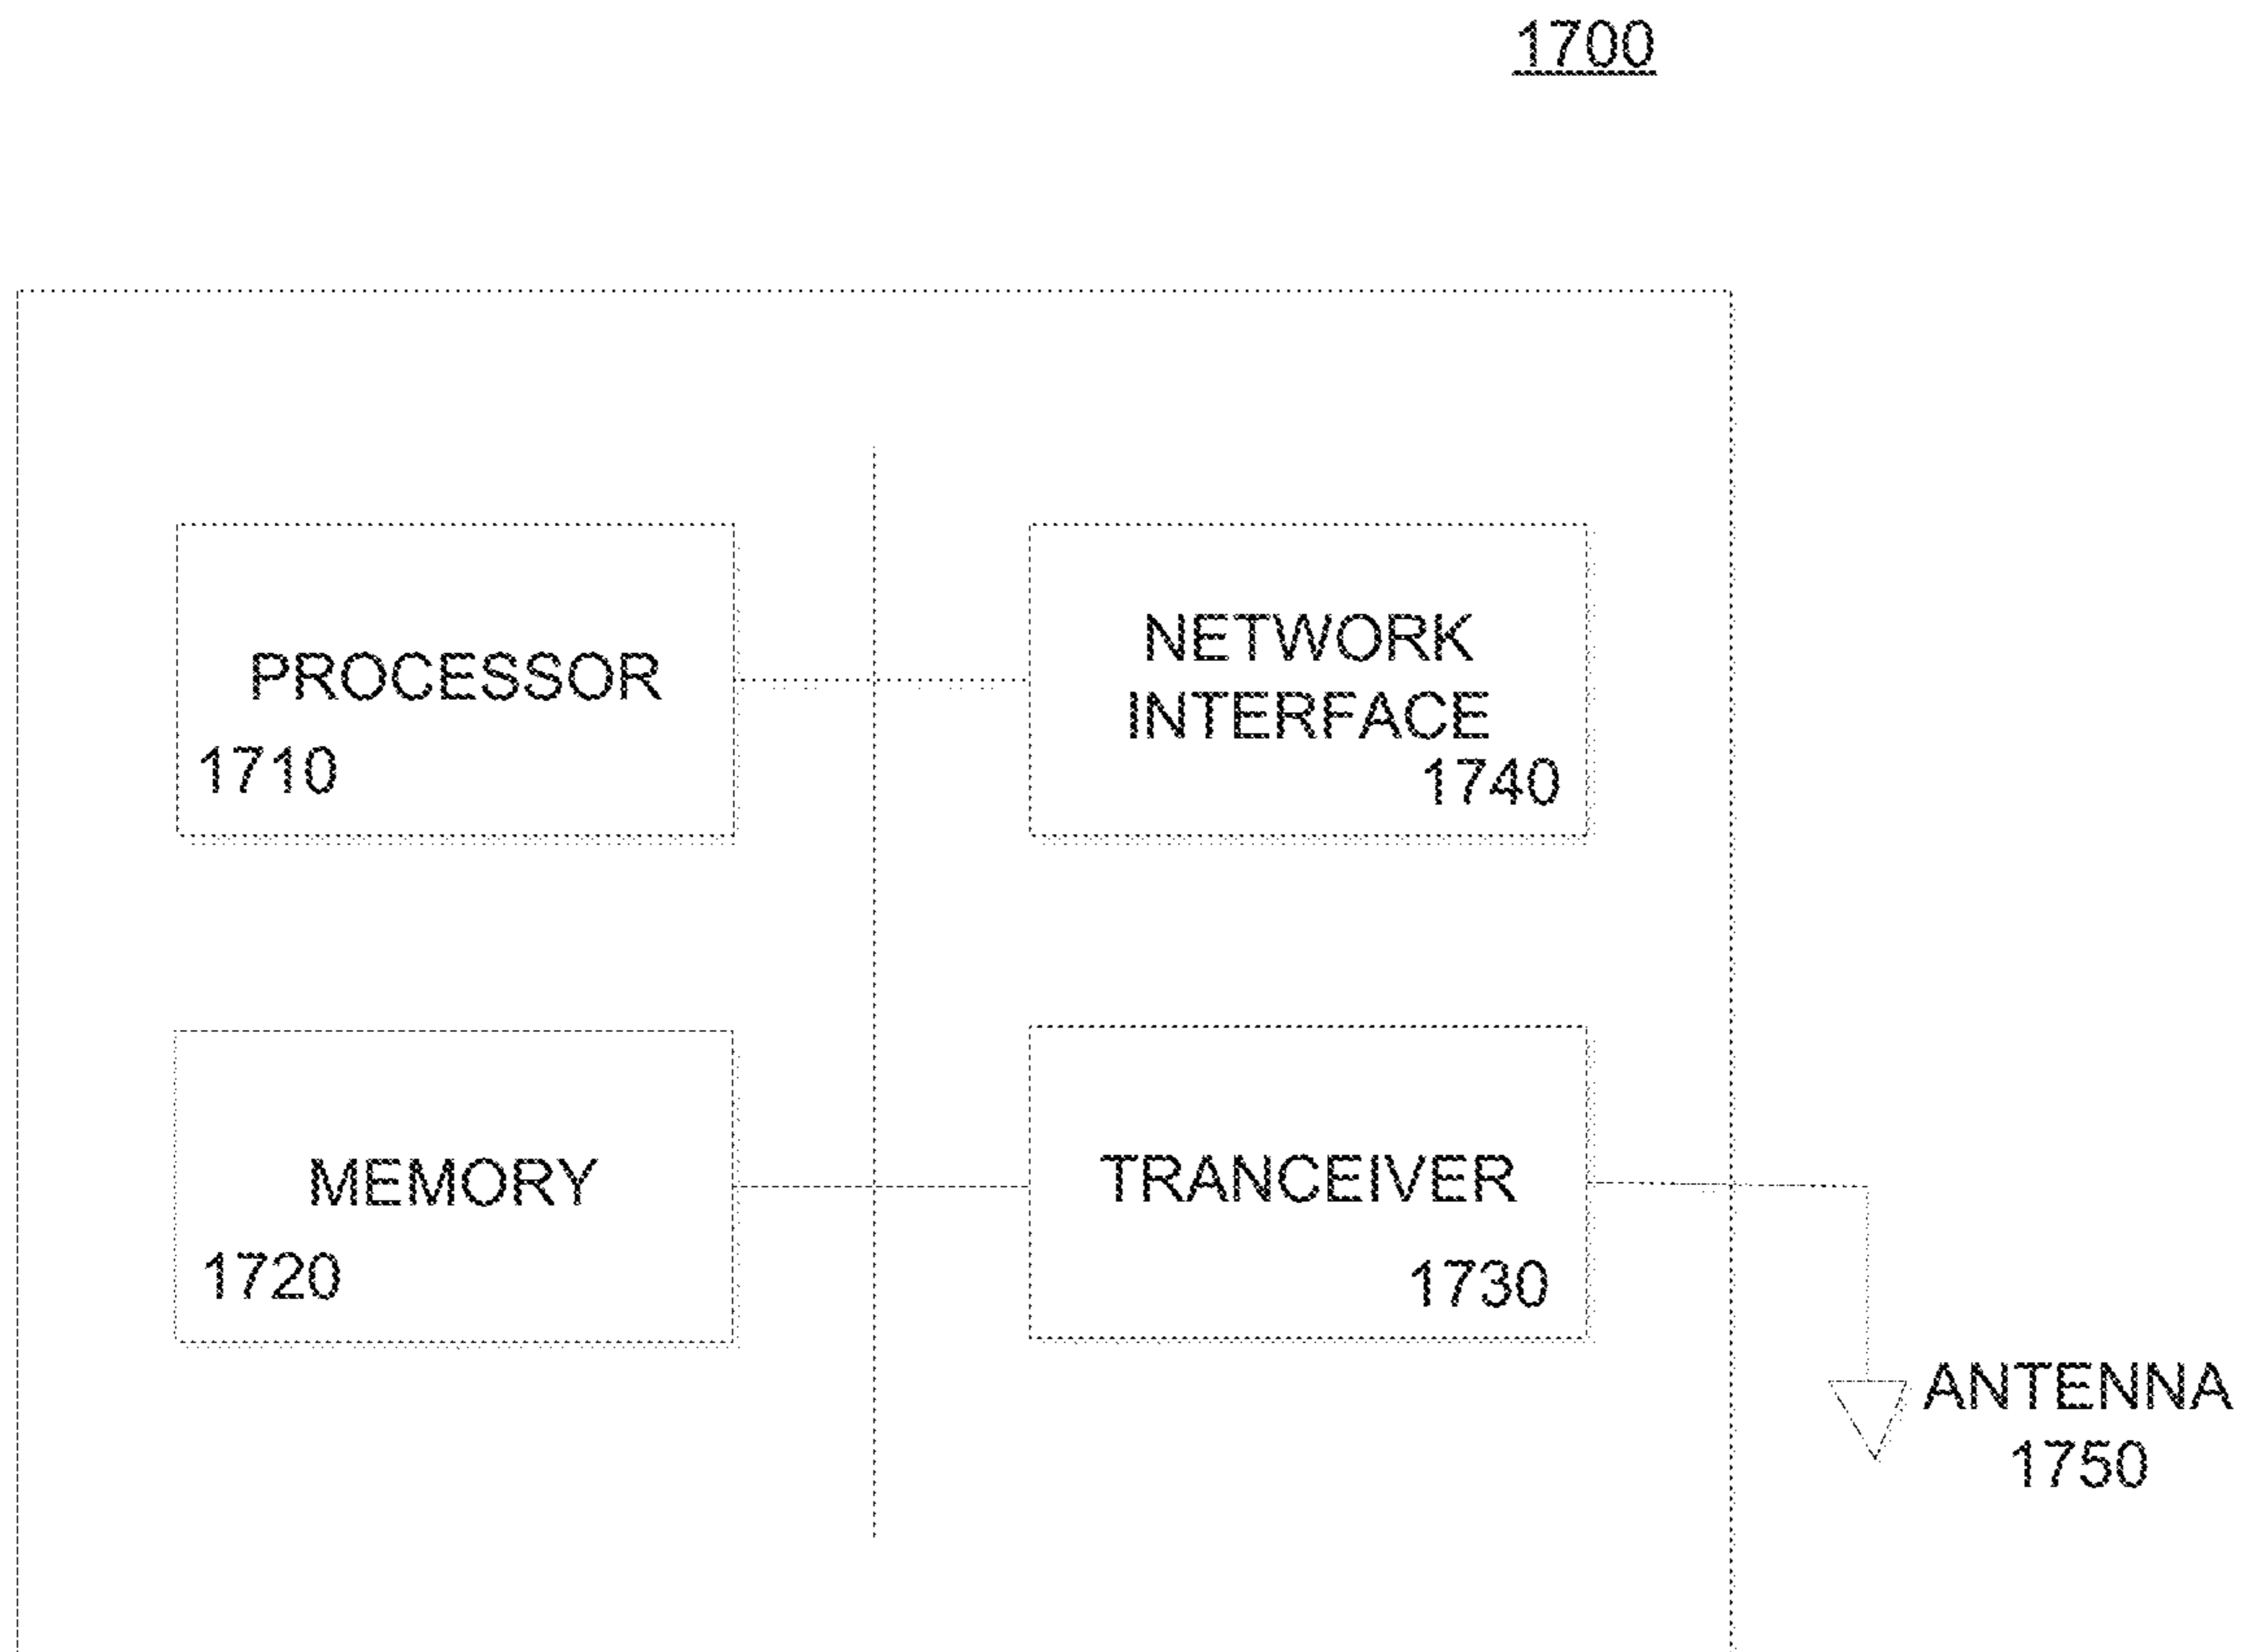 1700
PROCESSOR
1710
NETWORK
INTERFACE
1740
MEMORY
1720
TRANCEIVER
1730
ANTENNA
1750